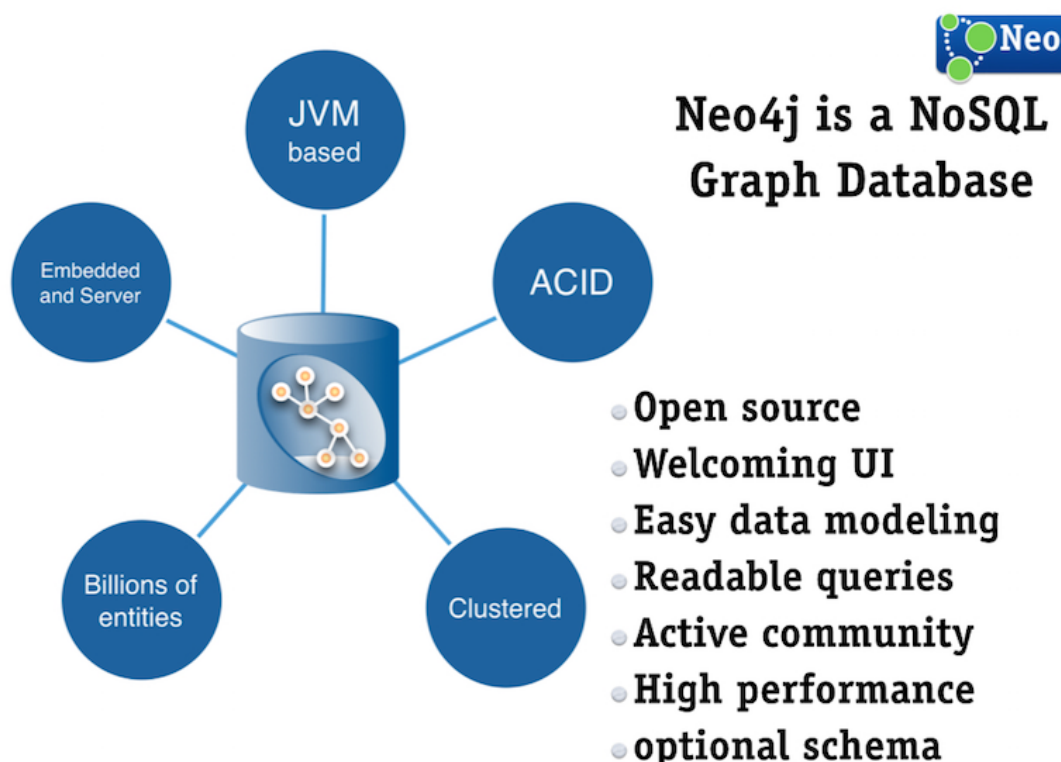 Neo
Neo4j is a NoSQL
Graph Database
JVM
based
Embedded
and Server
ACID
Billions of
entities
Clustered
Open source
Welcoming UI
Easy data modeling
Readable queries
Active community
High performance
optional schema